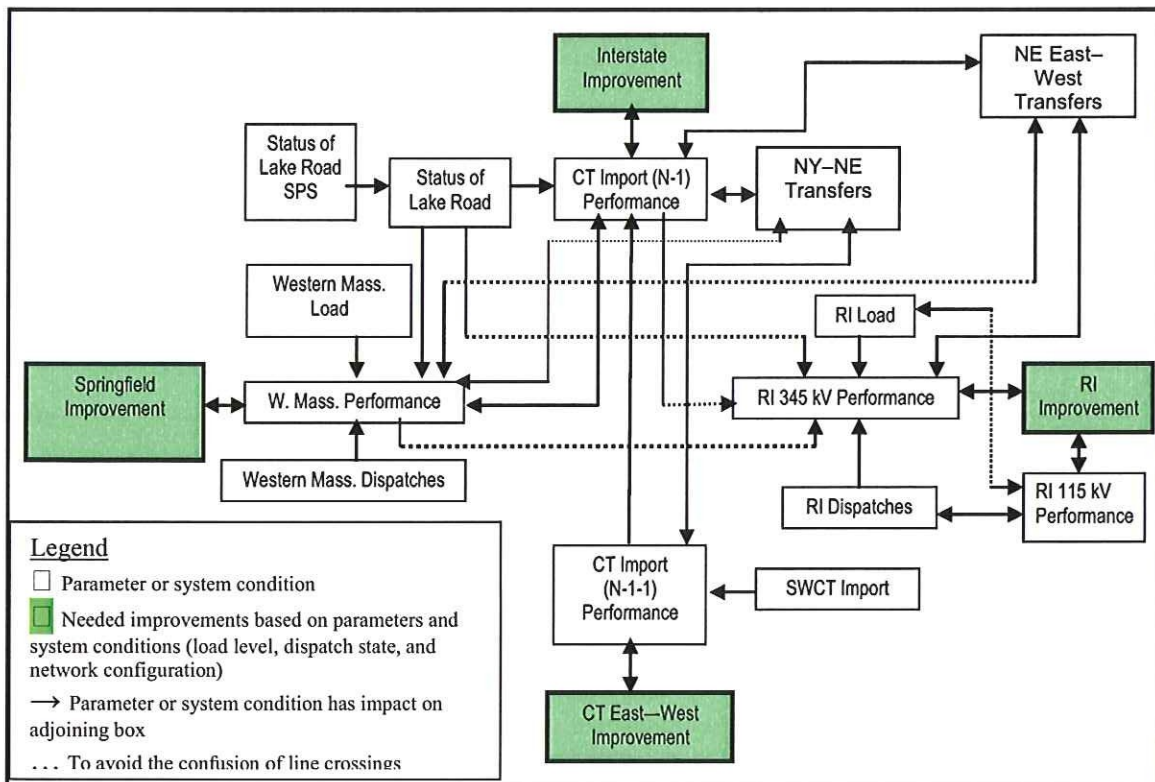 Interstate
Improvement
NE East–
West
Transfers
Status of
Lake Road
SPS
Status of
Lake Road
CT Import (N-1)
Performance
NY–NE
Transfers
Western Mass.
Load
RI Load
Springfield
Improvement
W. Mass. Performance
RI 345 kV Performance
RI
Improvement
Western Mass. Dispatches
RI Dispatches
RI 115 kV
Performance
CT Import
(N-1-1)
Performance
SWCT Import
CT East—West
Improvement
Legend
Parameter or system condition
Needed improvements based on parameters and
system conditions (load level, dispatch state, and
network configuration)
→ Parameter or system condition has impact on
adjoining box
... To avoid the confusion of line crossings